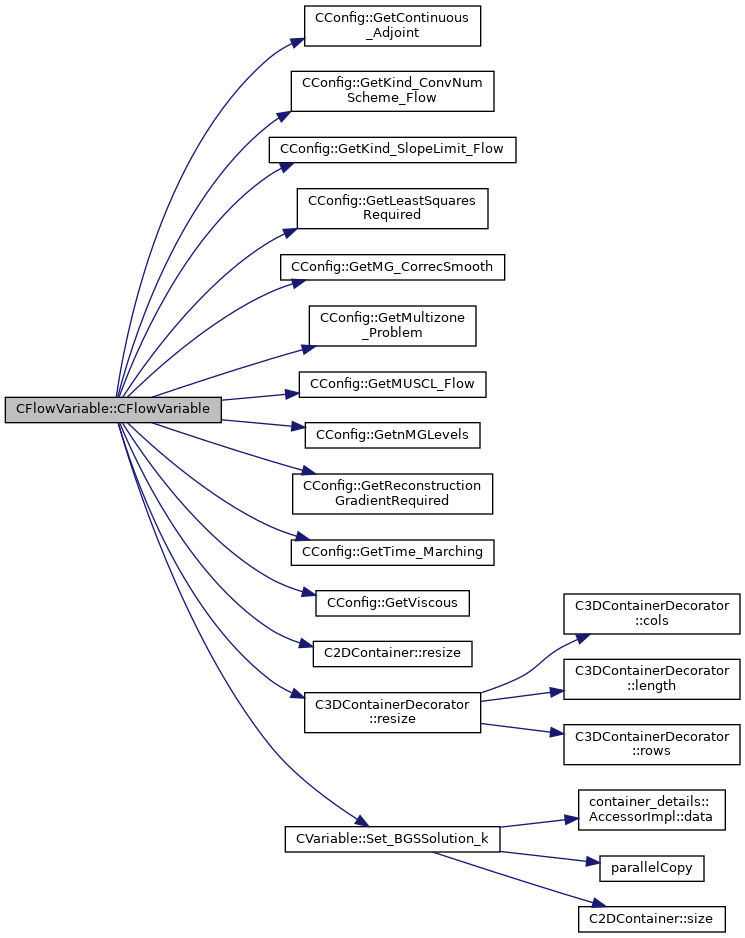 CConfig::GetContinuous
_Adjoint
CConfig::GetKind_ConvNum
Scheme_Flow
CConfig::GetKind_SlopeLimit_Flow
CConfig::GetLeastSquares
Required
CConfig::GetMG_CorrecSmooth
CConfig::GetMultizone
_Problem
CConfig::GetMUSCL_Flow
CFlowVariable::CFlowVariable
CConfig::GetnMGLevels
CConfig::GetReconstruction
GradientRequired
CConfig::GetTime_Marching
CConfig::GetViscous
C2DContainer::resize
C3DContainerDecorator
::resize
C3DContainerDecorator
::cols
C3DContainerDecorator
::length
C3DContainerDecorator
::rows
CVariable::Set_BGSSolution_k
container_details::
AccessorImpl::data
parallelCopy
C2DContainer::size